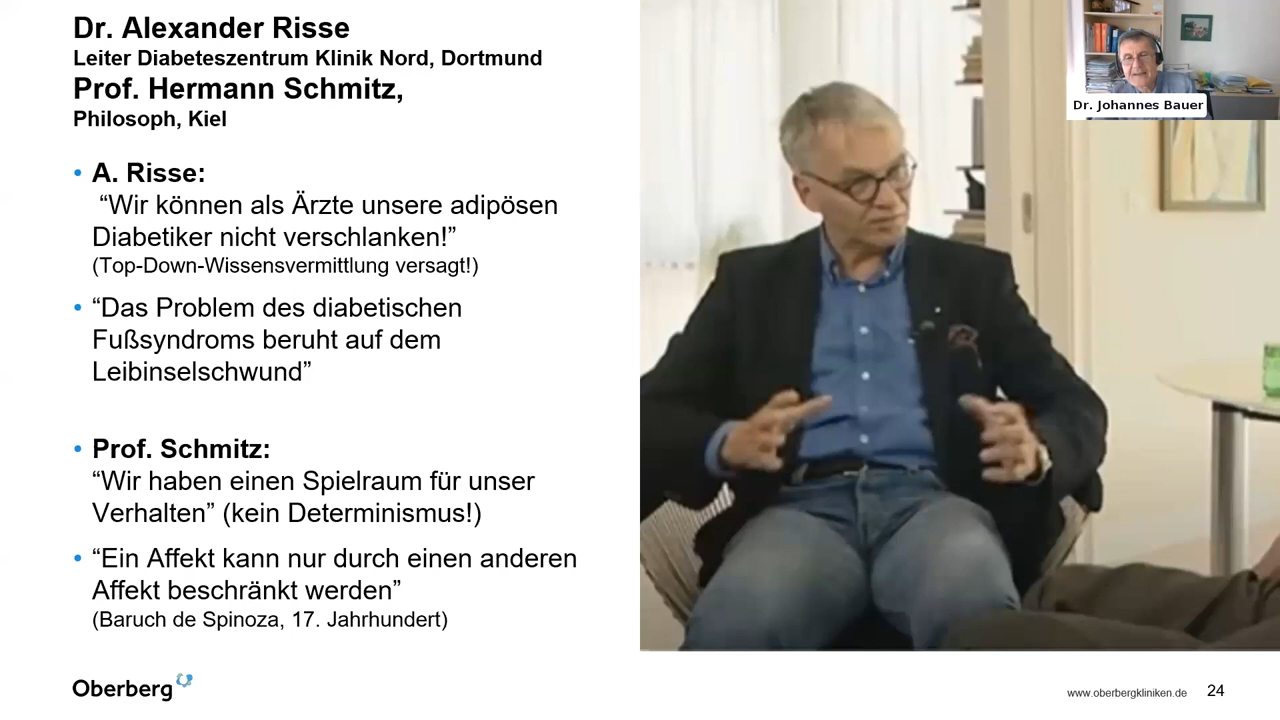 Dr. Alexander Risse
Leiter Diabeteszentrum Klinik Nord, Dortmund
Prof. Hermann Schmitz,
Philosoph, Kiel
• A. Risse:
“Wir können als Ärzte unsere adipösen
Diabetiker nicht verschlanken!”
(Top-Down-Wissensvermittlung versagt!)
• “Das Problem des diabetischen
Fußsyndroms beruht auf dem
Leibinselschwund”
• Prof. Schmitz:
“Wir haben einen Spielraum für unser
Verhalten” (kein Determinismus!)
• “Ein Affekt kann nur durch einen anderen
Affekt beschränkt werden”
(Baruch de Spinoza, 17. Jahrhundert)
Dr. Johannes Bauer
Oberberg
www.oberbergkliniken.de 24